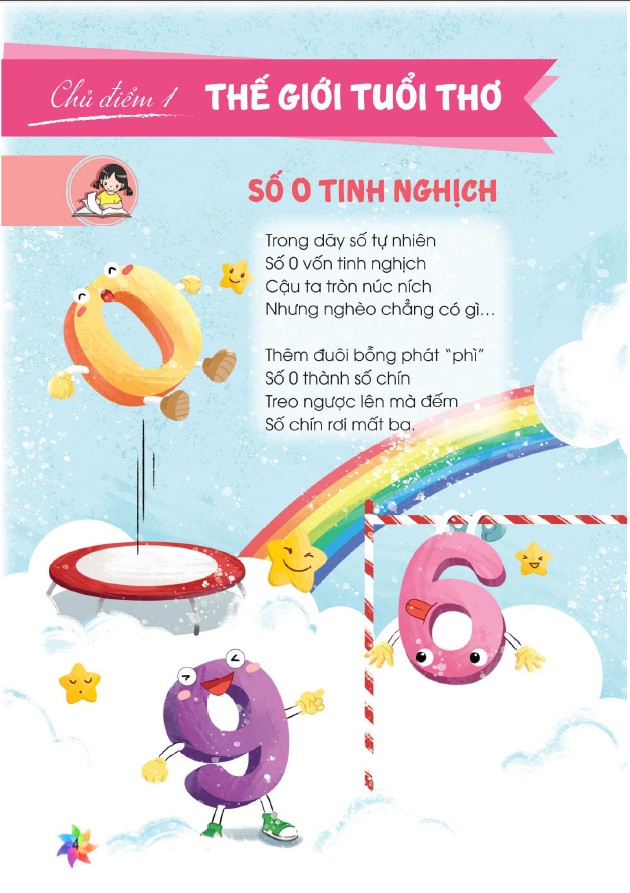 Chủ điểm 1
THẾ GIỚI TUỔI THƠ
SỐ 0 TINH NGHỊCH
Trong dãy số tự nhiên
Số 0 vốn tinh nghịch
Cậu ta tròn núc ních
Nhưng nghèo chẳng có gì...
Thêm đuôi bỗng phát “phì”
Số 0 thành số chín
Treo ngược lên mà đếm
Số chín rơi mất ba.
0
6
9
4